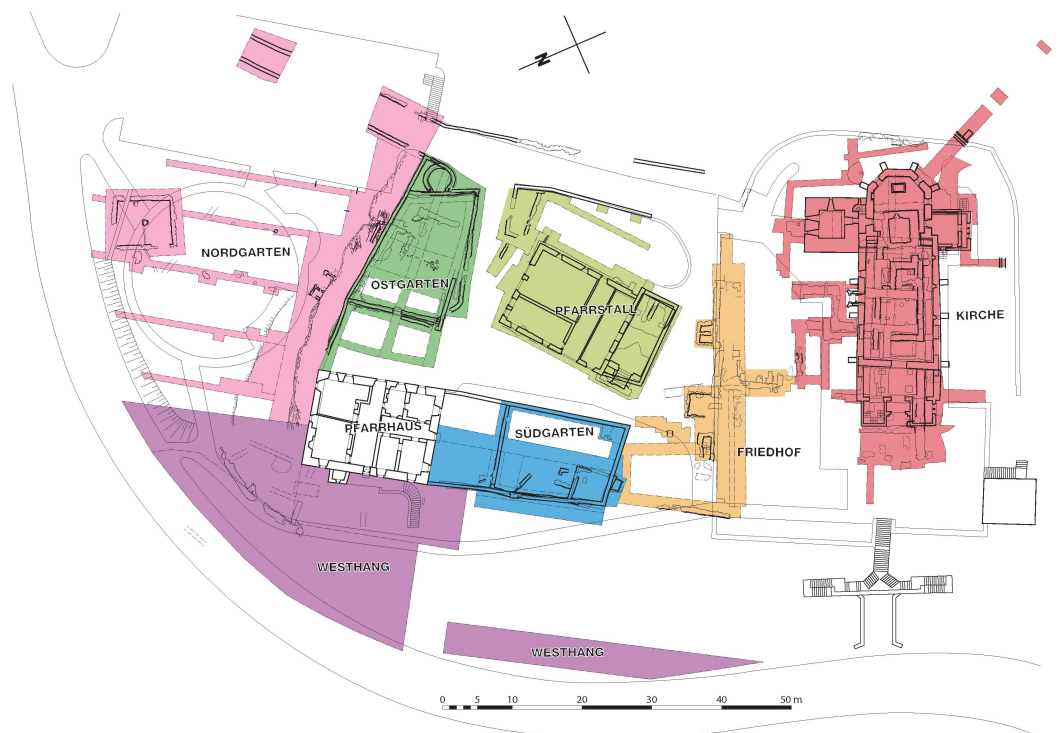 N
NORDGARTEN
OSTGARTEN
PFARRSTALL
KIRCHE
PFARRHAUS
SÜDGARTEN
FRIEDHOF
WESTHANG
WESTHANG
0 5 10 20 30 40 50 m